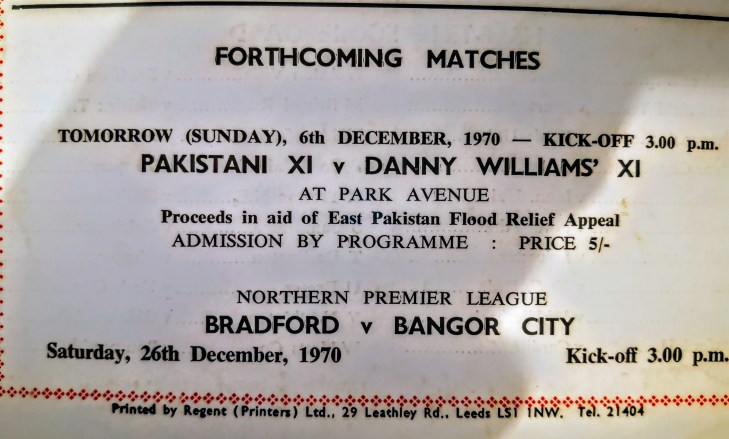 FORTHCOMING MATCHES
TOMORROW (SUNDAY), 6th DECEMBER, 1970 — KICK-OFF 3.00 p.m.
PAKISTANI XI v DANNY WILLIAMS' XI
AT PARK AVENUE
Proceeds in aid of East Pakistan Flood Relief Appeal
ADMISSION BY PROGRAMME : PRICE 5/-
NORTHERN PREMIER LEAGUE
BRADFORD v BANGOR CITY
Saturday, 26th December, 1970 Kick-off 3.00 p.m.
Printed by Regent (Printers) Ltd., 29 Leathley Rd., Leeds LS1 1NW. Tel. 21404